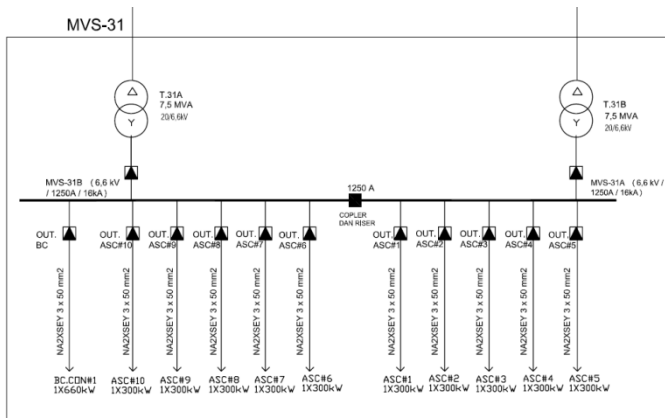 MVS-31
T.31A
7,5 MVA
20/6,6kV
T.31B
7,5 MVA
20/6,6kV
MVS-31B ( 6,6 kV
/ 1250A / 16kA )
1250 A
COPLER
DAN RISER
MVS-31A ( 6,6 kV /
1250A / 16kA )
OUT.
BC
OUT.
ASC#10
OUT.
ASC#9
OUT.
ASC#8
OUT.
ASC#7
OUT.
ASC#6
OUT.
ASC#1
OUT.
ASC#2
OUT.
ASC#3
OUT.
ASC#4
OUT.
ASC#5
NA2XSEY 3 x 50 mm2
NA2XSEY 3 x 50 mm2
NA2XSEY 3 x 50 mm2
NA2XSEY 3 x 50 mm2
NA2XSEY 3 x 50 mm2
NA2XSEY 3 x 50 mm2
NA2XSEY 3 x 50 mm2
NA2XSEY 3 x 50 mm2
NA2XSEY 3 x 50 mm2
NA2XSEY 3 x 50 mm2
NA2XSEY 3 x 50 mm2
BC.CON#1
1X660kW
ASC#10
1X300kW
ASC#9
1X300kW
ASC#8
1X300kW
ASC#7
1X300kW
ASC#6
1X300kW
ASC#1
1X300kW
ASC#2
1X300kW
ASC#3
1X300kW
ASC#4
1X300kW
ASC#5
1X300kW